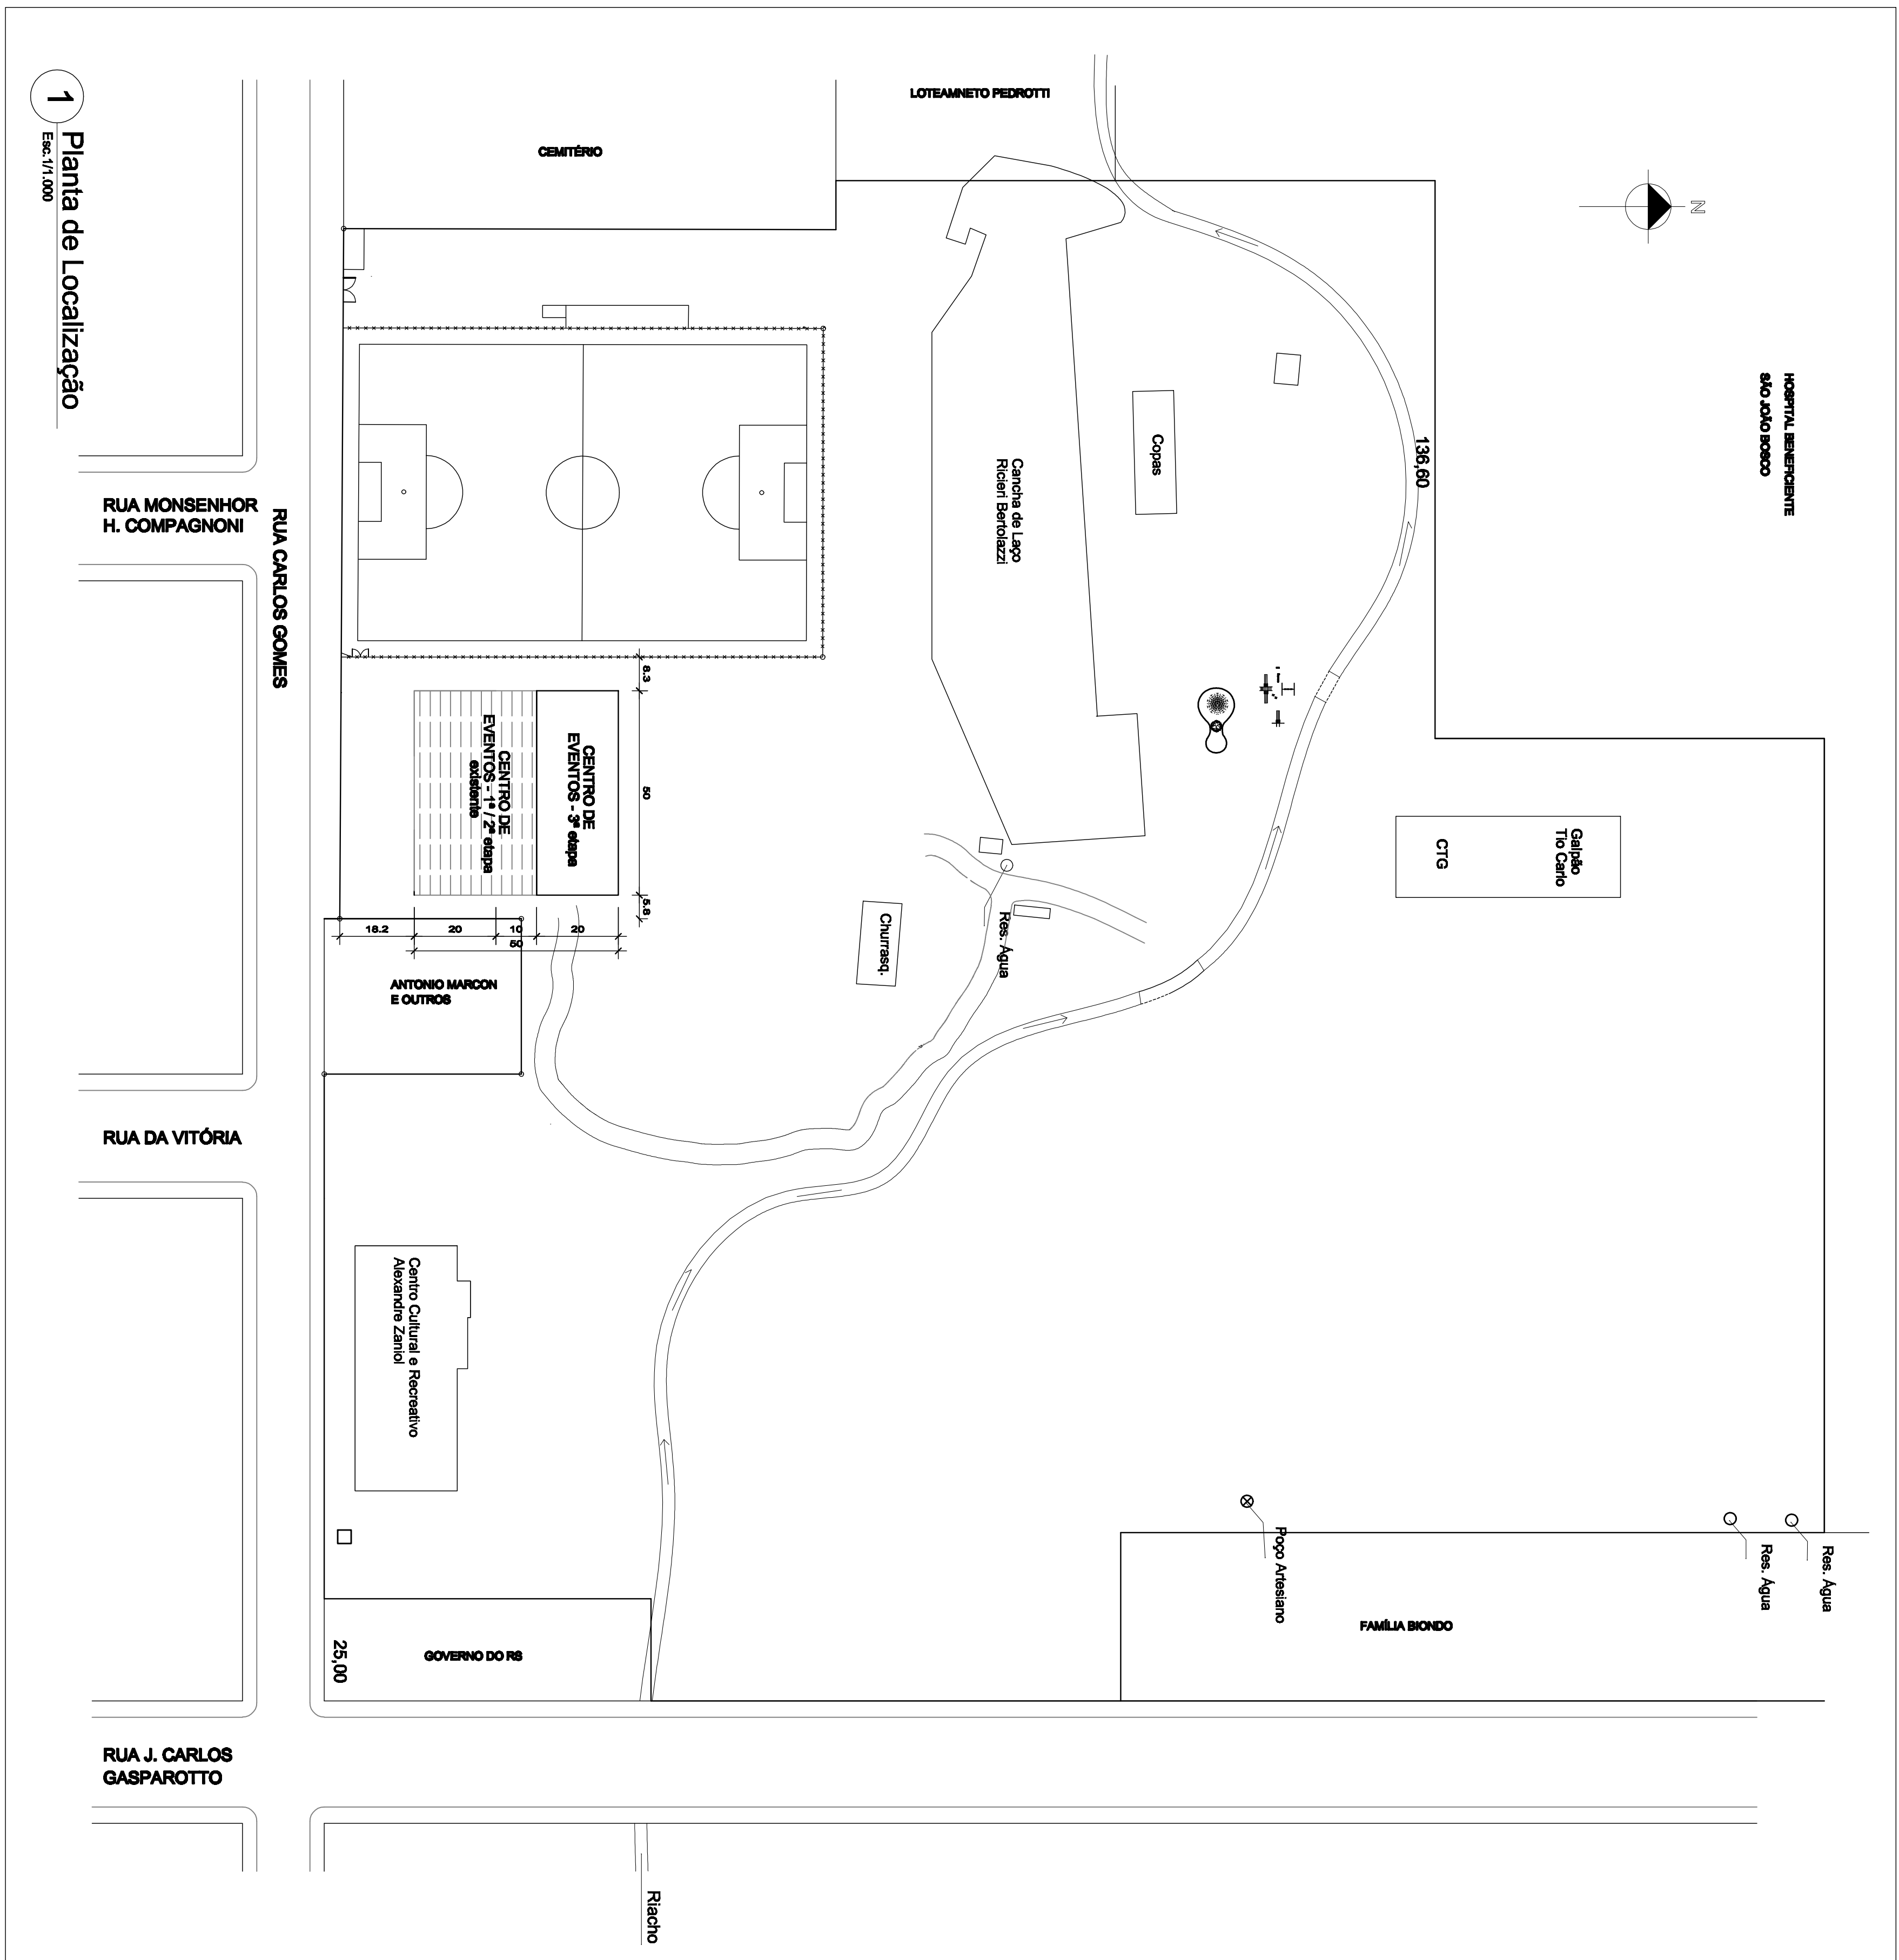 1
Planta de Localização
Esc.1/1.000
LOTEAMNETO PEDROTTI
CEMITÉRIO
N
HOSPITAL BENEFICIENTE
SÃO JOÃO BOSCO
136,60
Copas
Cancha de Laço
Ricieri Bertolazzi
RUA MONSENHOR
H. COMPAGNONI
RUA CARLOS GOMES
8.3
50
5.8
CENTRO DE
EVENTOS - 3ª etapa
CENTRO DE
EVENTOS - 1ª / 2ª etapa
existente
18.2
20
10
20
50
Galpão
Tio Carlo
CTG
Res. Água
Churrasq.
ANTONIO MARCON
E OUTROS
RUA DA VITÓRIA
Centro Cultural e Recreativo
Alexandre Zaniol
Poço Artesiano
Res. Água
Res. Água
FAMÍLIA BIONDO
GOVERNO DO RS
25,00
RUA J. CARLOS
GASPAROTTO
Riacho